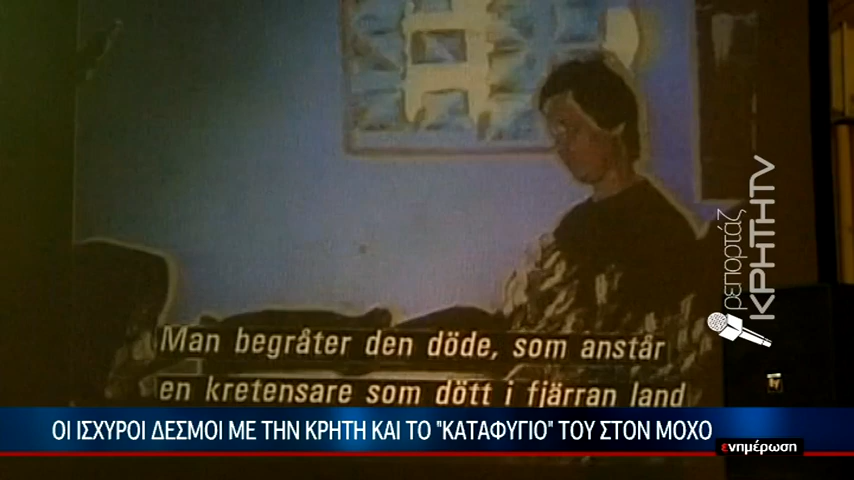 ρεπορτάζ
ΚΡΗΤΗTV
Man begråter den döde, som anstår
en kretensare som dött i fjärran land
ΟΙ ΙΣΧΥΡΟΙ ΔΕΣΜΟΙ ΜΕ ΤΗΝ ΚΡΗΤΗ ΚΑΙ ΤΟ "ΚΑΤΑΦΥΓΙΟ" ΤΟΥ ΣΤΟΝ ΜΟΧΟ
ενημέρωση